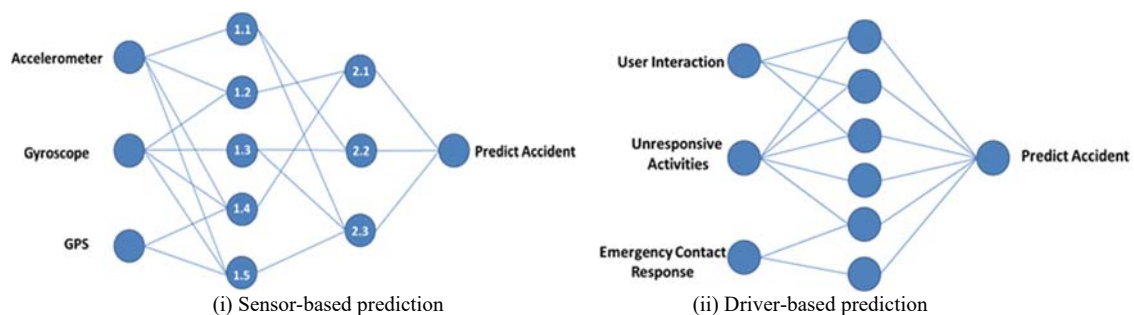 Accelerometer
Gyroscope
GPS
1.1
1.2
1.3
1.4
1.5
2.1
2.2
2.3
Predict Accident
(i) Sensor-based prediction
User Interaction
Unresponsive
Activities
Emergency Contact
Response
Predict Accident
(ii) Driver-based prediction